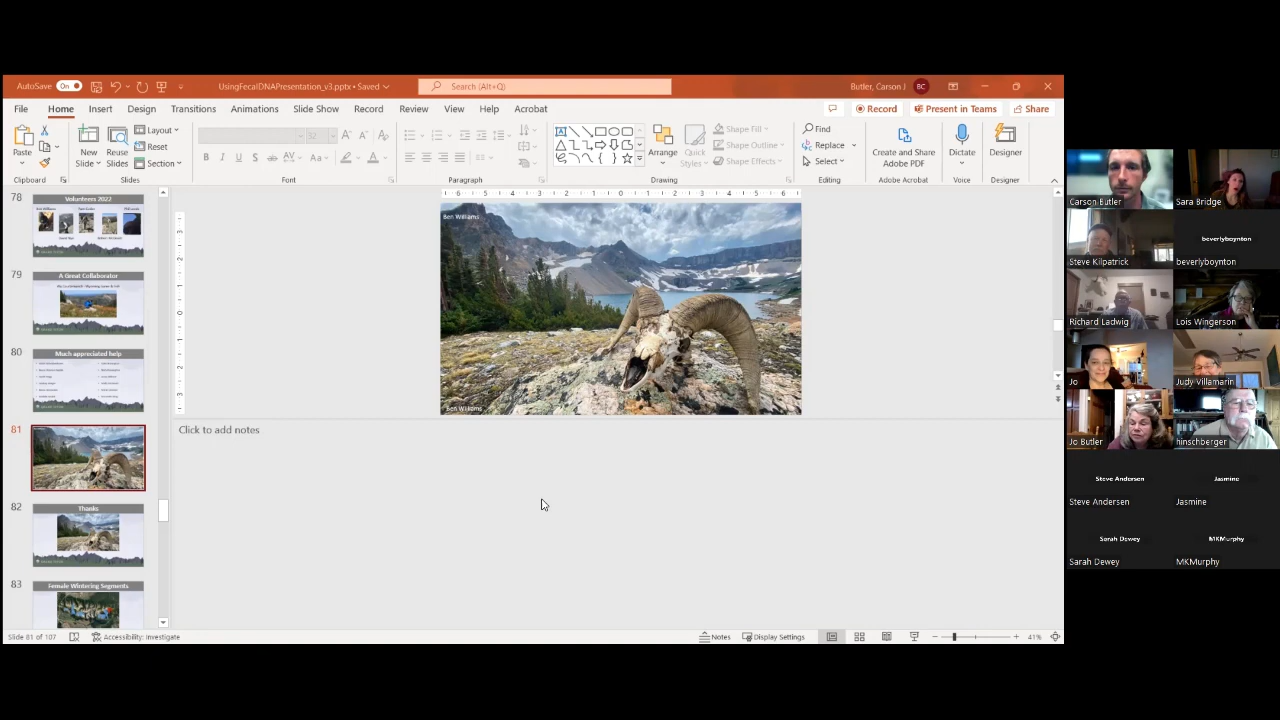 AutoSave On UsingFecalDNAPresentation_v3.pptx • Saved Search (Alt+Q) Butler, Carson J BC
File Home Insert Design Transitions Animations Slide Show Record Review View Help Acrobat Record Present in Teams Share
Paste New Slide Reuse Slides Layout Reset Section
32
B I U S ab AV Aa A
Arrange Quick Styles Shape Fill Shape Outline Shape Effects
Find Replace Select
Create and Share Adobe PDF Dictate Designer
Clipboard Slides Font Paragraph Drawing Editing Adobe Acrobat Voice Designer
78
Volunteers 2022
79
A Great Collaborator
80
Much appreciated help
81
82
Thanks
83
Female Wintering Segments
Ben Williams
Ben Williams
Click to add notes
Slide 81 of 107 Accessibility: Investigate Notes Display Settings 41%
Carson Butler
Sara Bridge
Steve Kilpatrick
beverlyboynton
beverlyboynton
Richard Ladwig
Lois Wingerson
Jo
Judy Villamarin
Jo Butler
hinschberger
Steve Andersen
Steve Andersen
Jasmine
Jasmine
Sarah Dewey
Sarah Dewey
MKMurphy
MKMurphy